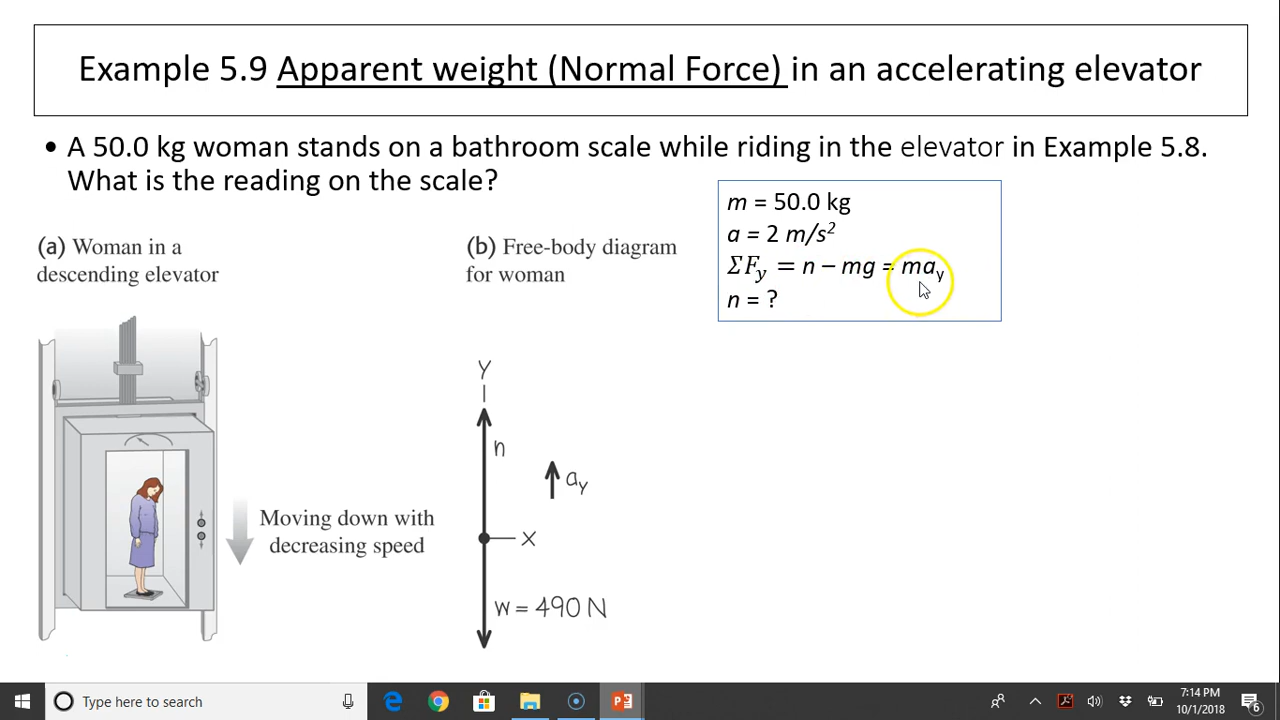 Example 5.9 Apparent weight (Normal Force) in an accelerating elevator
• A 50.0 kg woman stands on a bathroom scale while riding in the elevator in Example 5.8.
What is the reading on the scale?
m = 50.0 kg
a = 2 m/s²
ΣFy = n – mg = may
n = ?
(a) Woman in a
descending elevator
(b) Free-body diagram
for woman
Moving down with
decreasing speed
Y
n
ay
X
w = 490 N
Type here to search
7:14 PM
10/1/2018
6